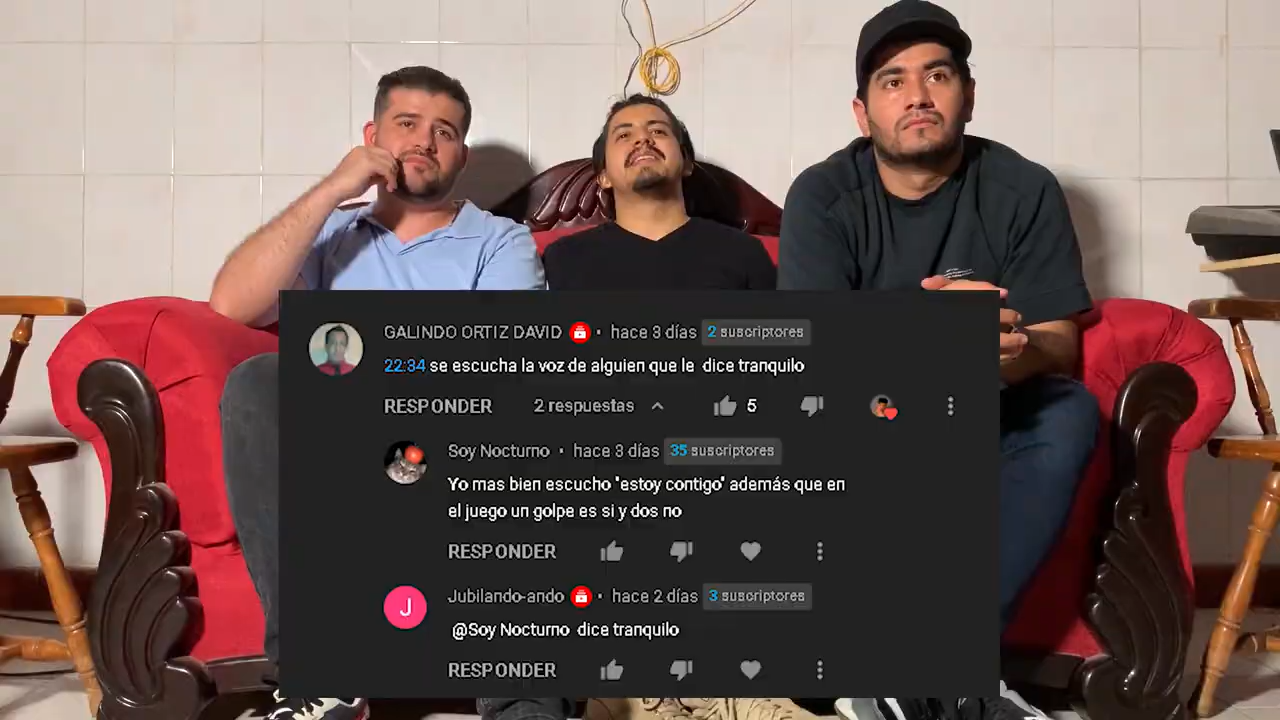 GALINDO ORTIZ DAVID · hace 3 días 2 suscriptores
22:34 se escucha la voz de alguien que le dice tranquilo
RESPONDER 2 respuestas 5
Soy Nocturno · hace 3 días 35 suscriptores
Yo mas bien escucho "estoy contigo" además que en
el juego un golpe es si y dos no
RESPONDER
J
Jubilando-ando · hace 2 días 3 suscriptores
@Soy Nocturno dice tranquilo
RESPONDER